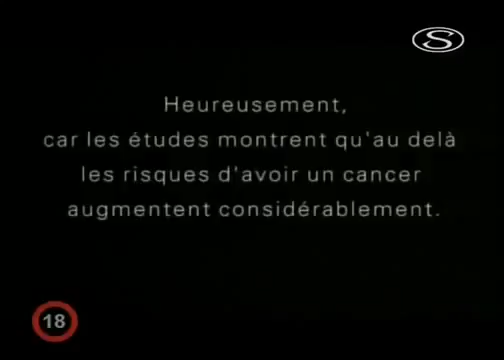 S
Heureusement,
car les études montrent qu'au delà
les risques d'avoir un cancer
augmentent considérablement.
18